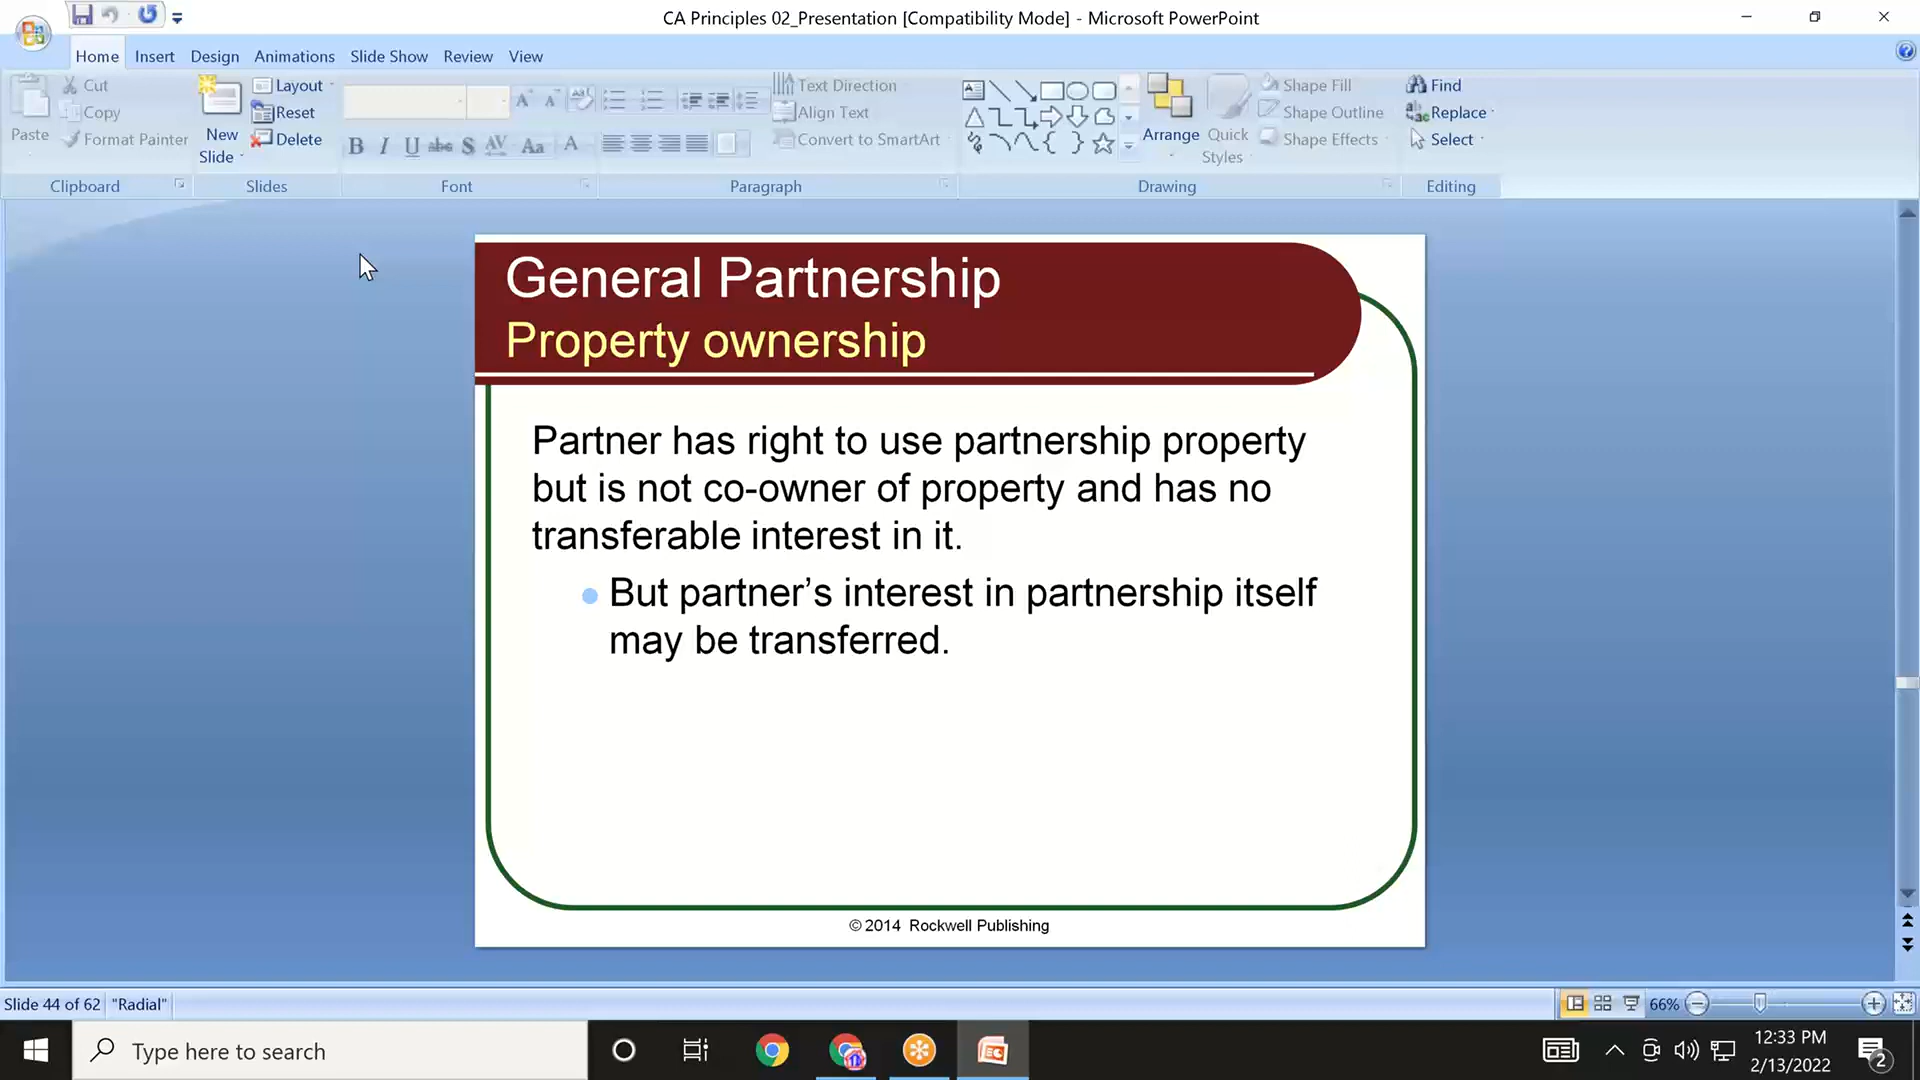 CA Principles 02_Presentation [Compatibility Mode] - Microsoft PowerPoint
Home Insert Design Animations Slide Show Review View
Paste
Cut
Copy
Format Painter
Clipboard
New
Slide
Layout
Reset
Delete
Slides
Font
Text Direction
Align Text
Convert to SmartArt
Paragraph
Arrange
Quick
Styles
Shape Fill
Shape Outline
Shape Effects
Drawing
Find
Replace
Select
Editing
General Partnership
Property ownership
Partner has right to use partnership property
but is not co-owner of property and has no
transferable interest in it.
But partner’s interest in partnership itself
may be transferred.
© 2014 Rockwell Publishing
Slide 44 of 62 "Radial"
66%
Type here to search
12:33 PM
2/13/2022
2